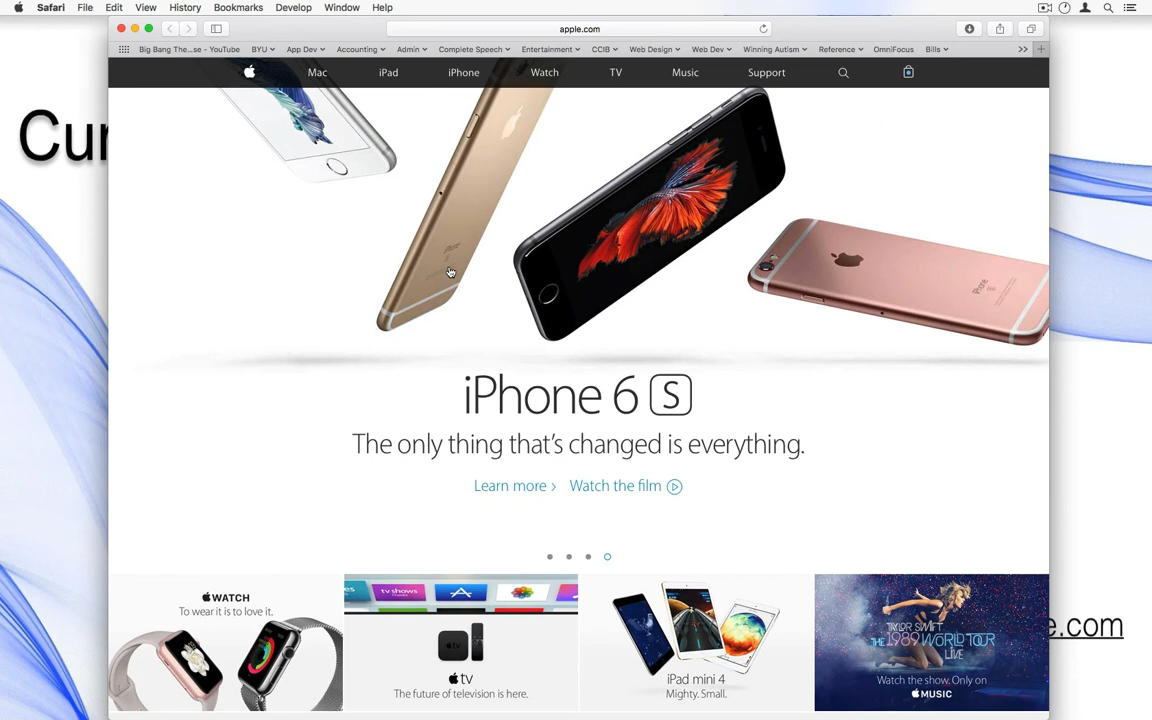 Safari File Edit View History Bookmarks Develop Window Help
apple.com
Big Bang The...se - YouTube BYU App Dev Accounting Admin Complete Speech Entertainment CCIB Web Design Web Dev Winning Autism Reference OmniFocus Bills
Mac iPad iPhone Watch TV Music Support
Cur
iPhone
iPhone 6 S
The only thing that's changed is everything.
Learn more › Watch the film
WATCH
To wear it is to love it.
tv shows
tv
The future of television is here.
iPad mini 4
Mighty. Small.
TAYLOR SWIFT
THE 1989 WORLD TOUR
LIVE
Watch the show. Only on
MUSIC
e.com